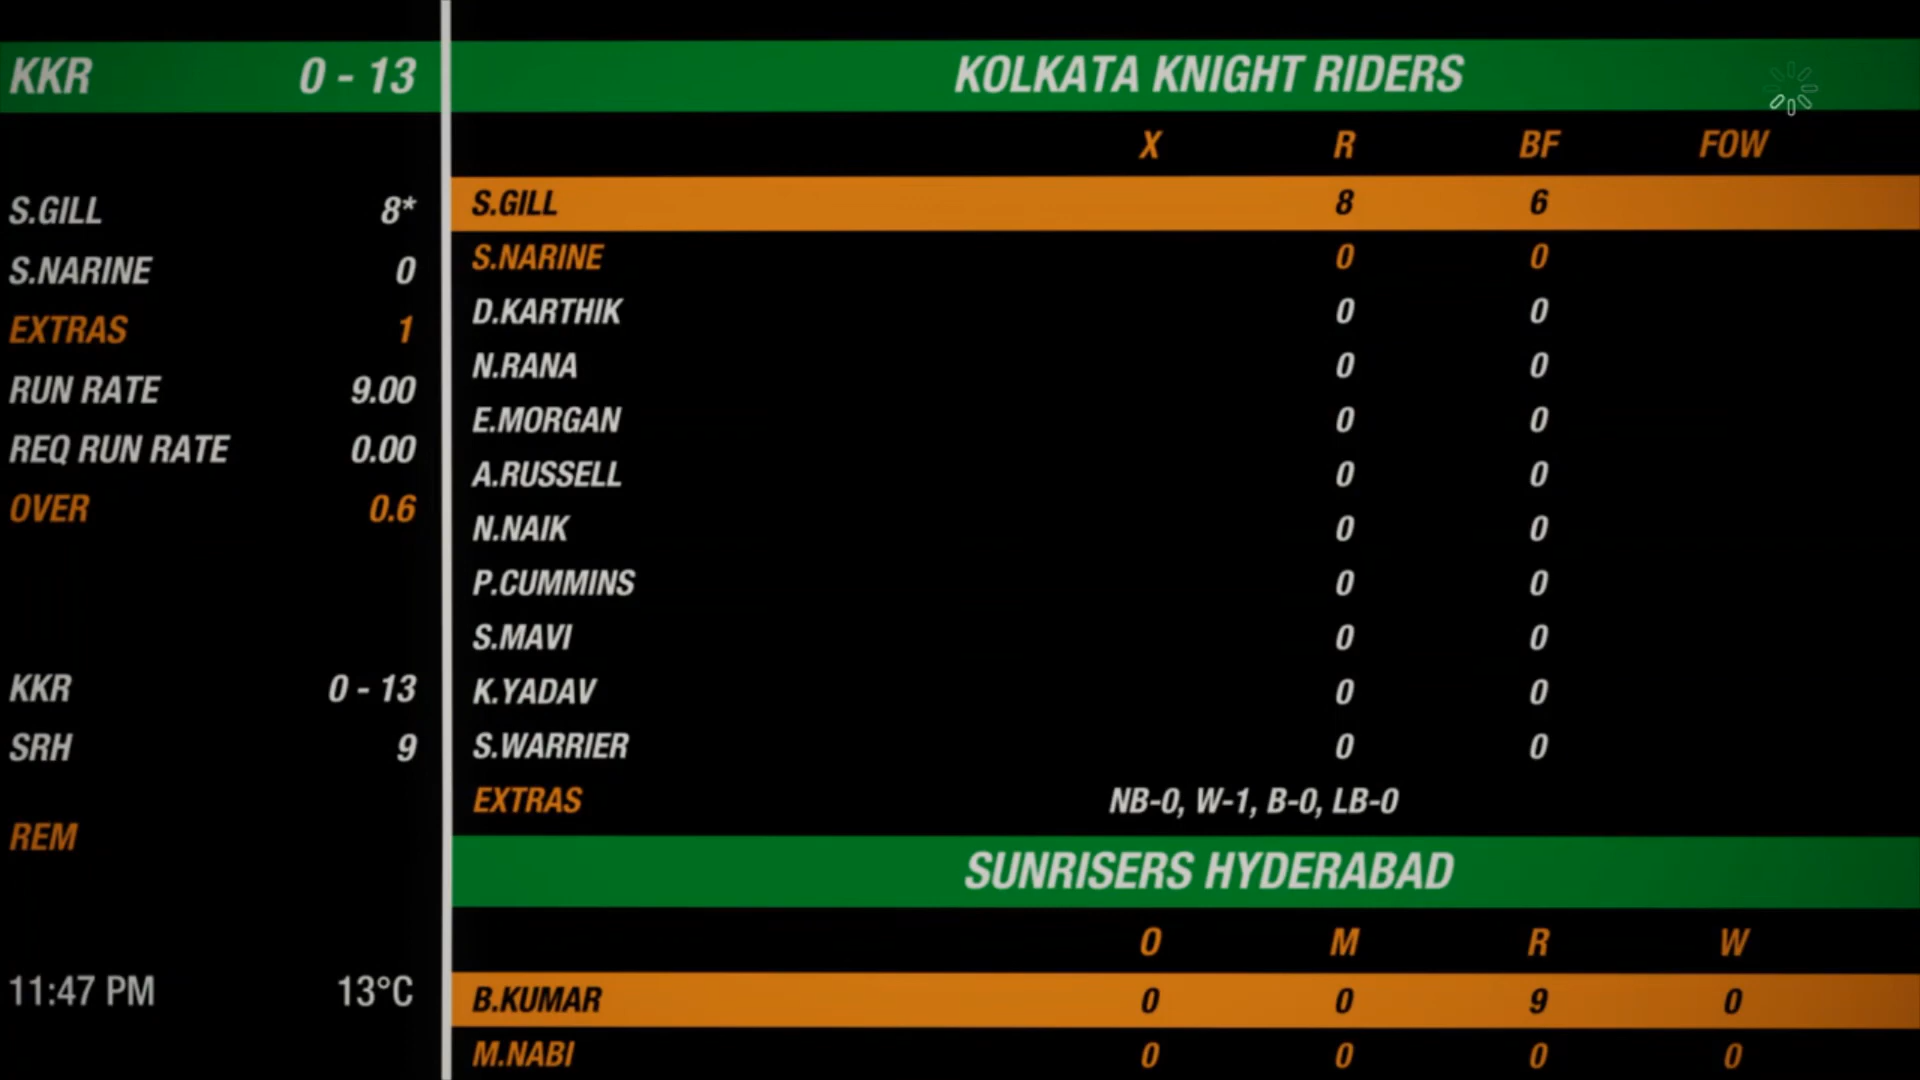 KKR 0 - 13
S.GILL 8*
S.NARINE 0
EXTRAS 1
RUN RATE 9.00
REQ RUN RATE 0.00
OVER 0.6
KKR 0 - 13
SRH 9
REM
11:47 PM 13°C
KOLKATA KNIGHT RIDERS
X R BF FOW
S.GILL 8 6
S.NARINE 0 0
D.KARTHIK 0 0
N.RANA 0 0
E.MORGAN 0 0
A.RUSSELL 0 0
N.NAIK 0 0
P.CUMMINS 0 0
S.MAVI 0 0
K.YADAV 0 0
S.WARRIER 0 0
EXTRAS NB-0, W-1, B-0, LB-0
SUNRISERS HYDERABAD
O M R W
B.KUMAR 0 0 9 0
M.NABI 0 0 0 0